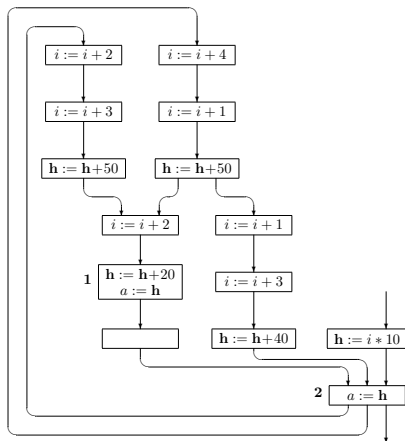 i := i + 2
i := i + 4
i := i + 3
i := i + 1
h := h+50
h := h+50
i := i + 2
i := i + 1
1
h := h+20
a := h
i := i + 3
h := h+40
h := i ∗ 10
2
a := h